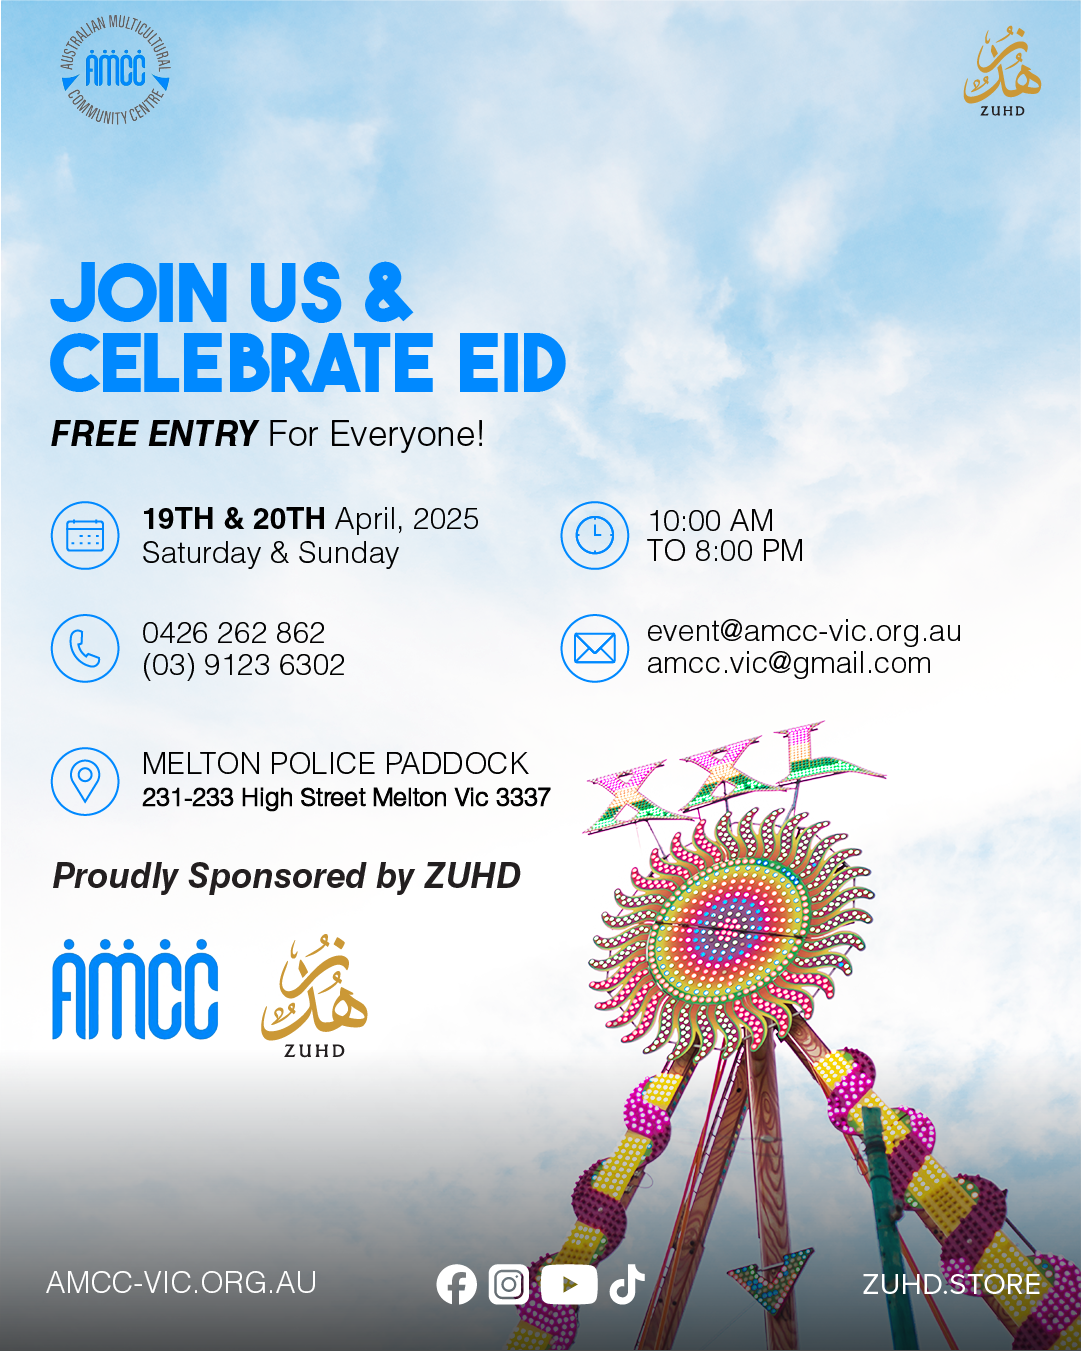 AUSTRALIAN MULTICULTURAL
AMCC
COMMUNITY CENTRE
زهد
ZUHD
JOIN US &
CELEBRATE EID
FREE ENTRY For Everyone!
19TH & 20TH April, 2025
Saturday & Sunday
10:00 AM
TO 8:00 PM
0426 262 862
(03) 9123 6302
event@amcc-vic.org.au
amcc.vic@gmail.com
MELTON POLICE PADDOCK
231-233 High Street Melton Vic 3337
XXL
Proudly Sponsored by ZUHD
AMCC
زهد
ZUHD
AMCC-VIC.ORG.AU
ZUHD.STORE